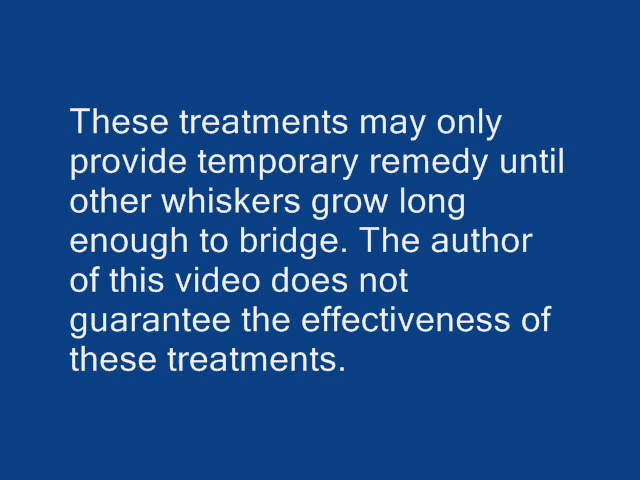 These treatments may only
provide temporary remedy until
other whiskers grow long
enough to bridge. The author
of this video does not
guarantee the effectiveness of
these treatments.